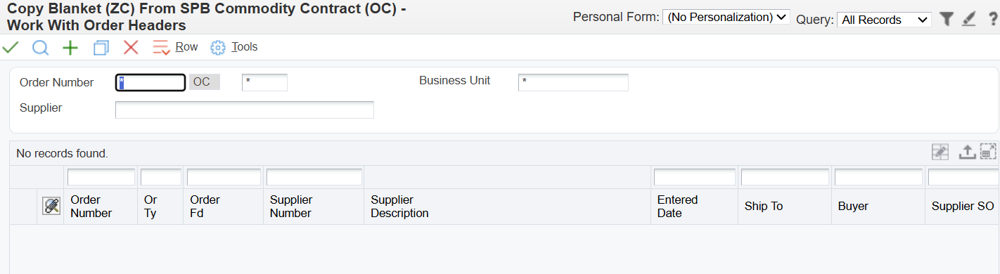 Copy Blanket (ZC) From SPB Commodity Contract (OC) -
Work With Order Headers
Personal Form: (No Personalization) Query: All Records ?
Row Tools
Order Number * OC * Business Unit *
Supplier
No records found.
Order Number
Or Ty
Order Fd
Supplier Number
Supplier Description
Entered Date
Ship To
Buyer
Supplier SO